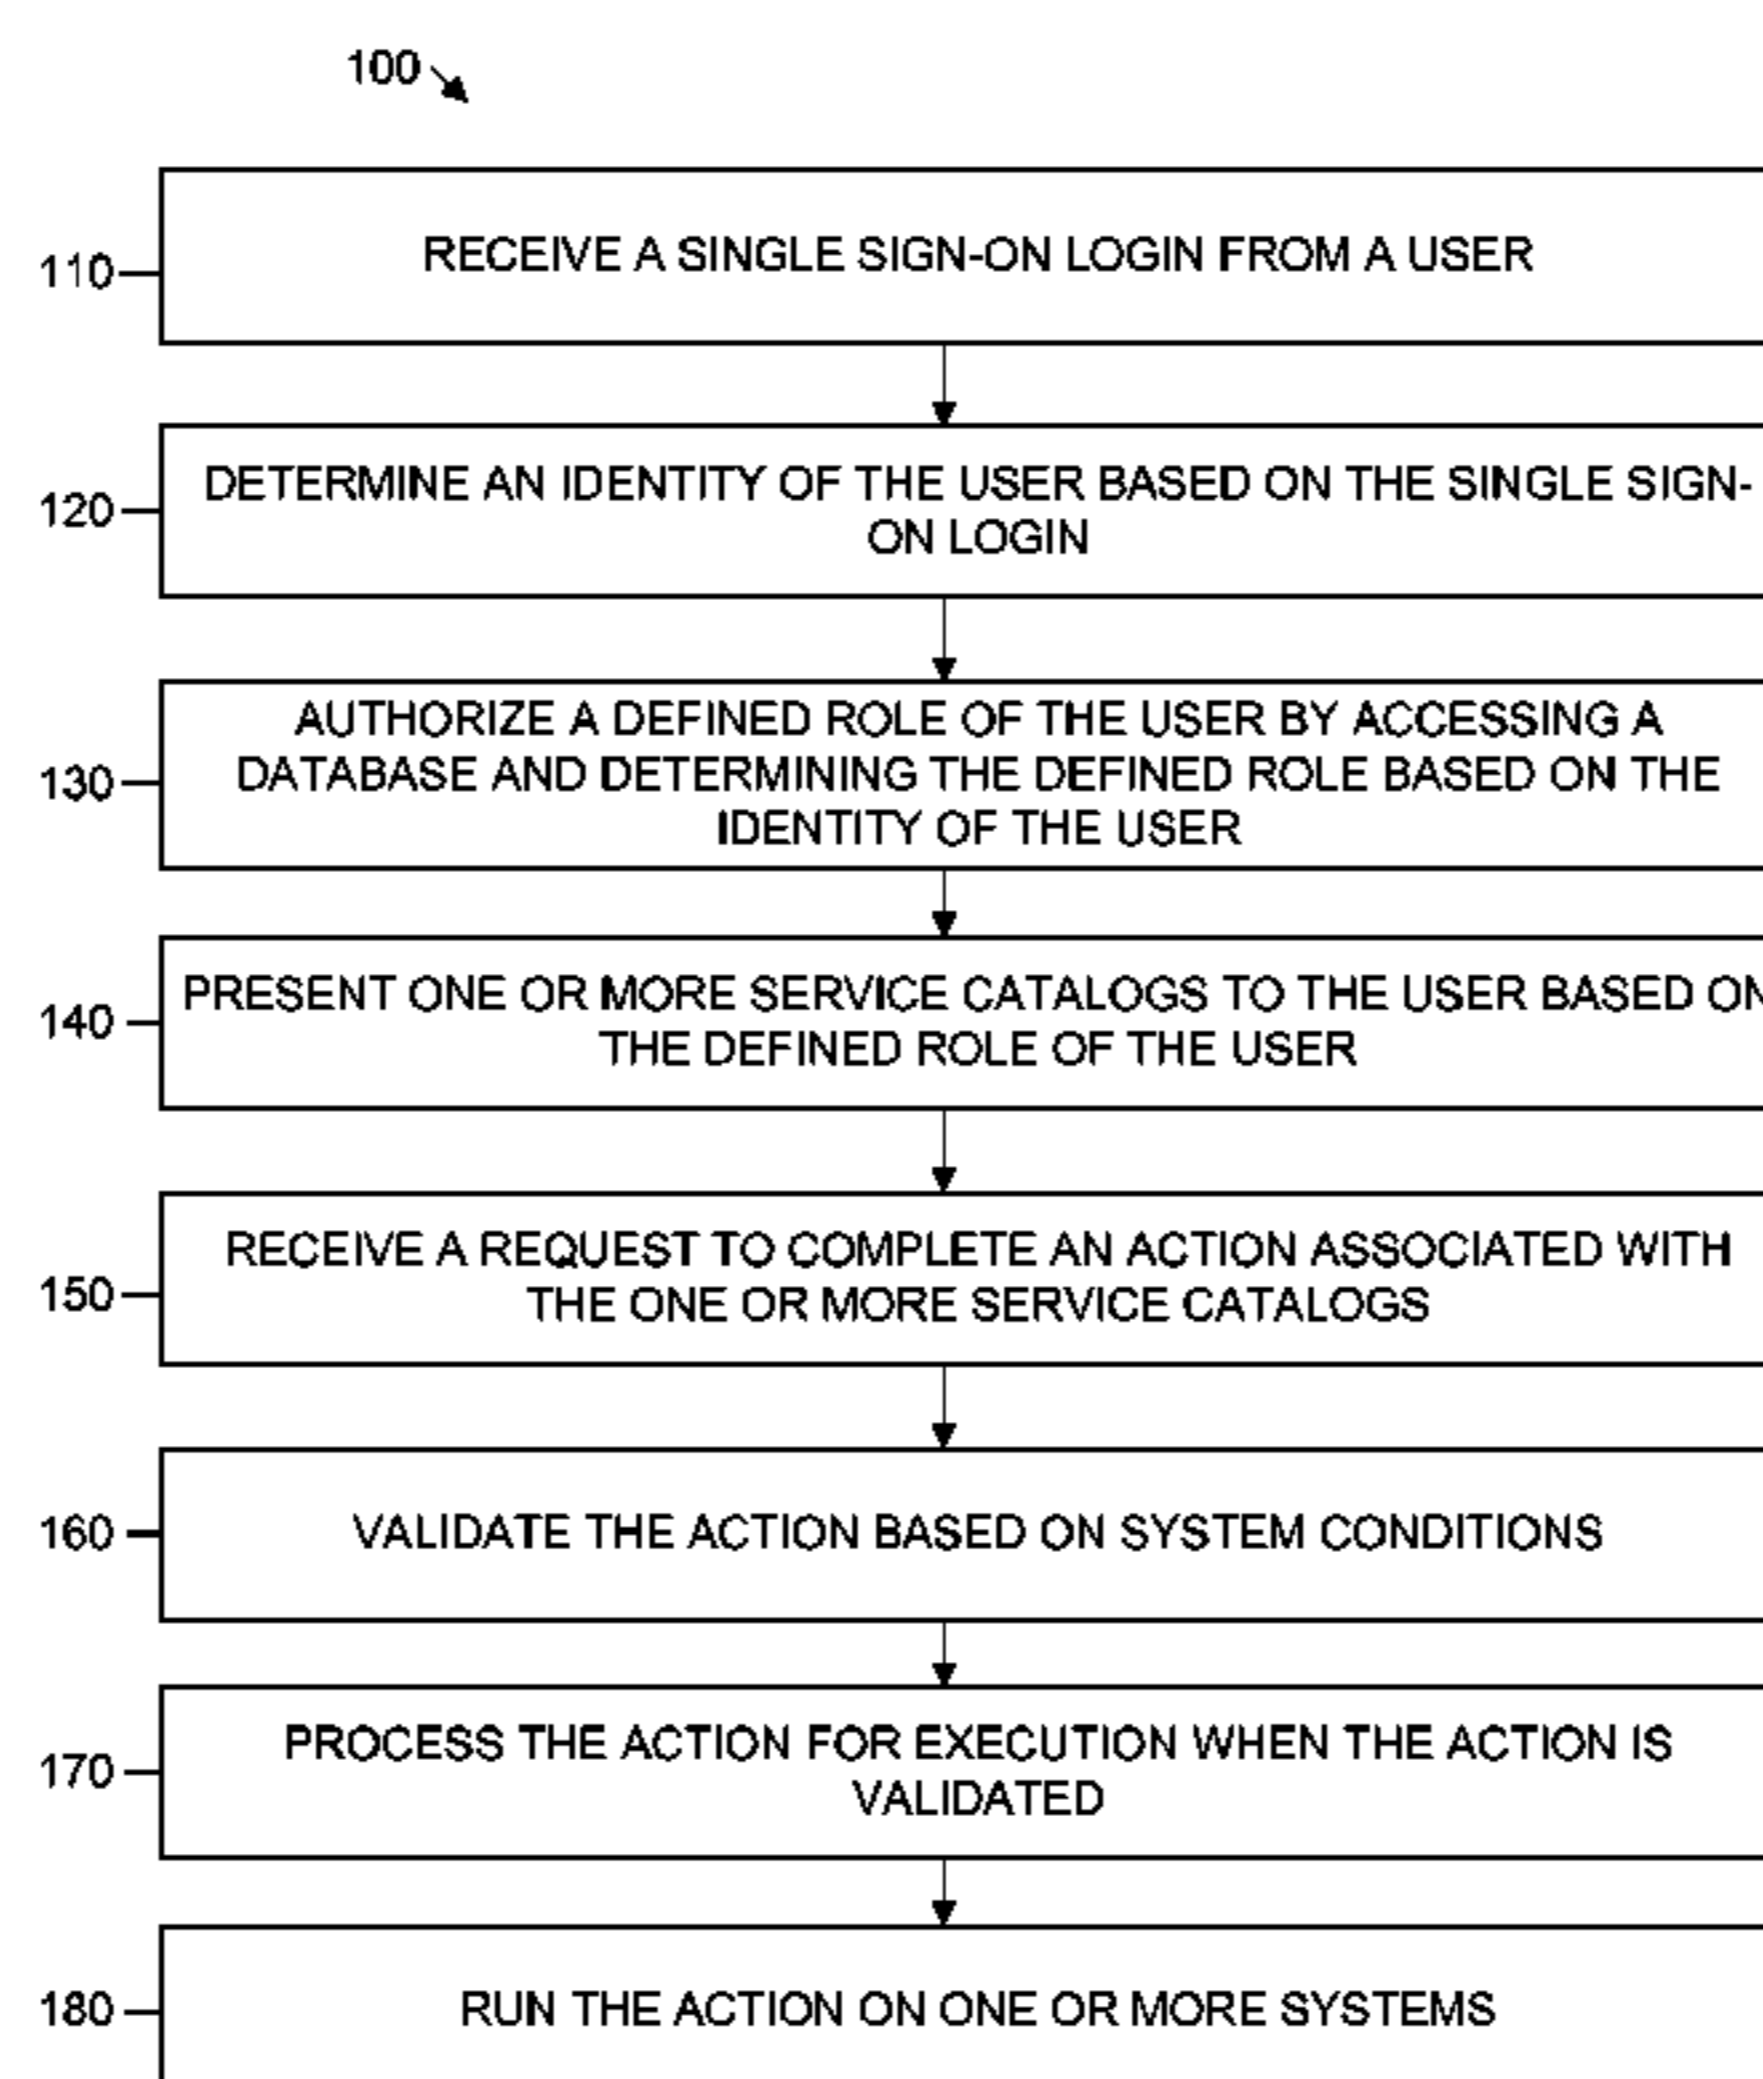 100
110
RECEIVE A SINGLE SIGN-ON LOGIN FROM A USER
120
DETERMINE AN IDENTITY OF THE USER BASED ON THE SINGLE SIGN-
ON LOGIN
130
AUTHORIZE A DEFINED ROLE OF THE USER BY ACCESSING A
DATABASE AND DETERMINING THE DEFINED ROLE BASED ON THE
IDENTITY OF THE USER
140
PRESENT ONE OR MORE SERVICE CATALOGS TO THE USER BASED ON
THE DEFINED ROLE OF THE USER
150
RECEIVE A REQUEST TO COMPLETE AN ACTION ASSOCIATED WITH
THE ONE OR MORE SERVICE CATALOGS
160
VALIDATE THE ACTION BASED ON SYSTEM CONDITIONS
170
PROCESS THE ACTION FOR EXECUTION WHEN THE ACTION IS
VALIDATED
180
RUN THE ACTION ON ONE OR MORE SYSTEMS